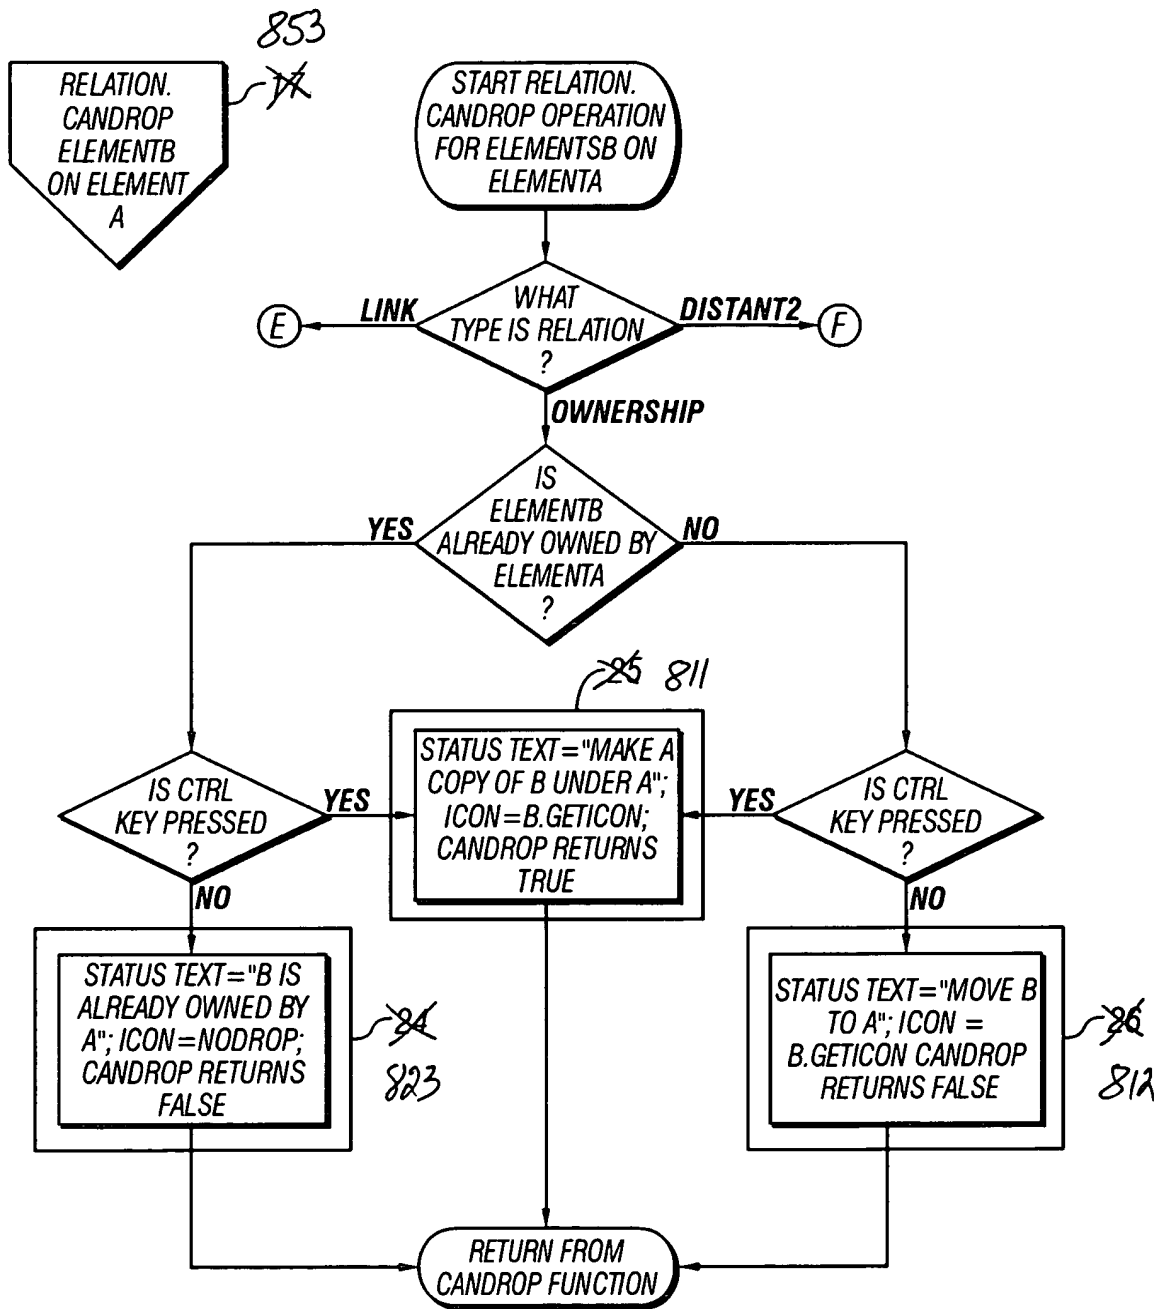 853
17
RELATION.
CANDROP
ELEMENTB
ON ELEMENT
A
START RELATION.
CANDROP OPERATION
FOR ELEMENTSB ON
ELEMENTA
WHAT
TYPE IS RELATION
?
LINK
E
DISTANT2
F
OWNERSHIP
IS
ELEMENTB
ALREADY OWNED BY
ELEMENTA
?
YES
NO
25 811
STATUS TEXT="MAKE A
COPY OF B UNDER A";
ICON=B.GETICON;
CANDROP RETURNS
TRUE
IS CTRL
KEY PRESSED
?
YES
NO
IS CTRL
KEY PRESSED
?
YES
NO
STATUS TEXT="B IS
ALREADY OWNED BY
A"; ICON=NODROP;
CANDROP RETURNS
FALSE
24
823
STATUS TEXT="MOVE B
TO A"; ICON =
B.GETICON CANDROP
RETURNS FALSE
26
812
RETURN FROM
CANDROP FUNCTION